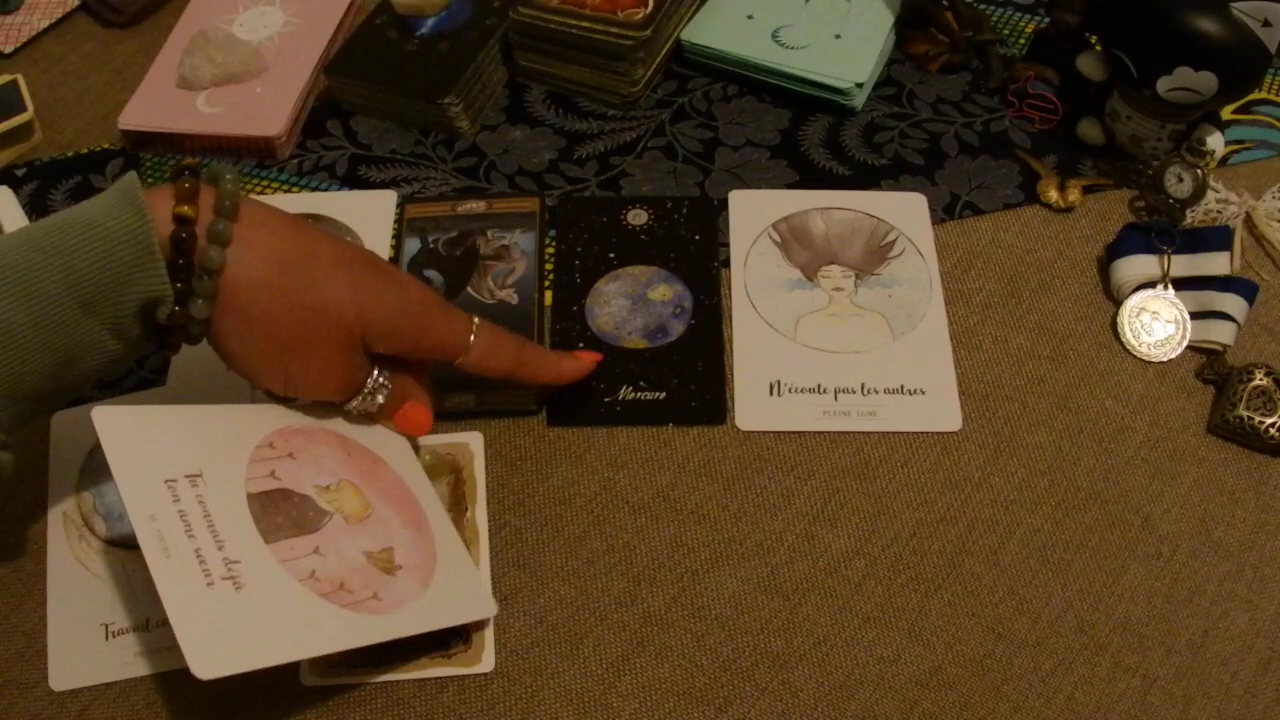 Mercure
N'écoute pas les autres
PLEINE LUNE
Tu connais déjà
ton âme sœur
Travail